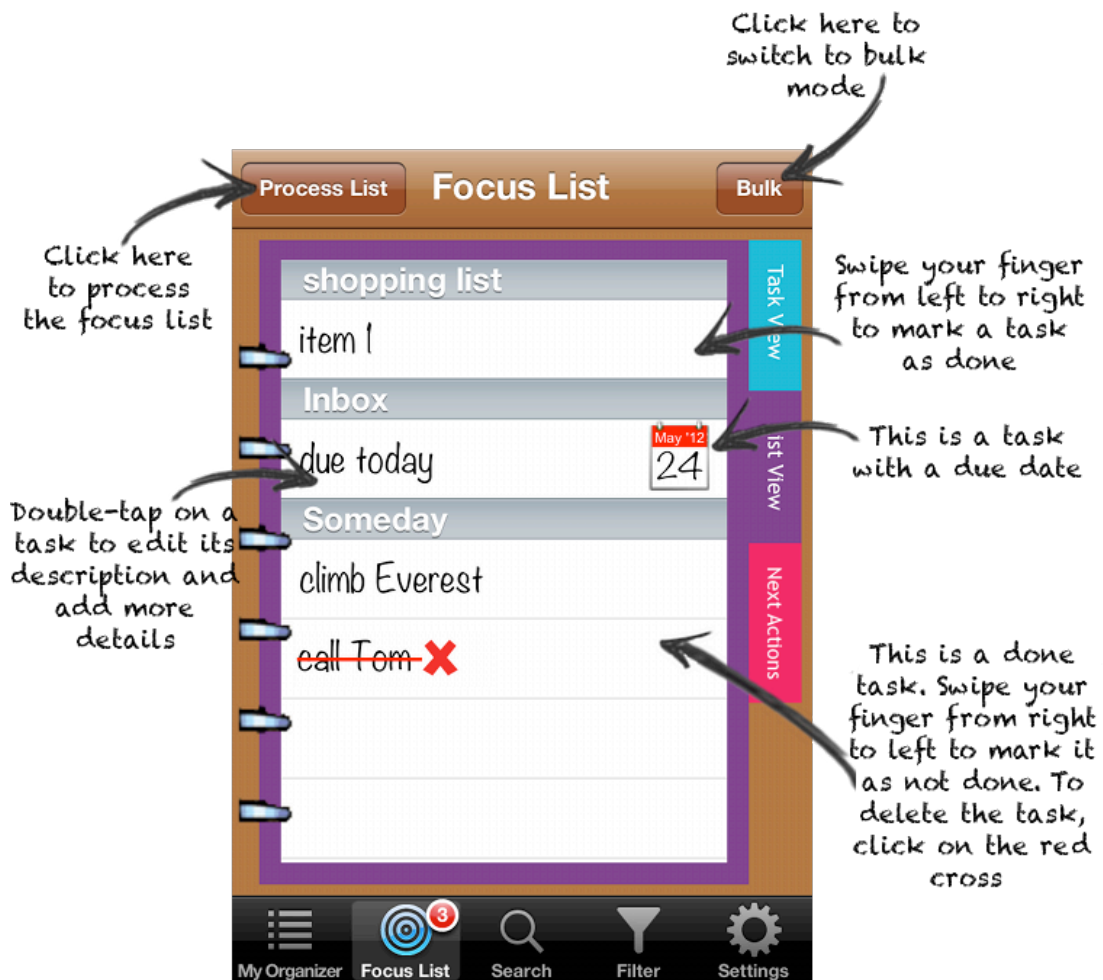 Click here to
switch to bulk
mode
Process List
Focus List
Bulk
Click here
to process
the focus list
shopping list
item 1
Task View
Swipe your finger
from left to right
to mark a task
as done
Inbox
due today
May '12
24
ist View
This is a task
with a due date
Double-tap on a
task to edit its
description and
add more
details
Someday
climb Everest
call Tom
Next Actions
This is a done
task. Swipe your
finger from right
to left to mark it
as not done. To
delete the task,
click on the red
cross
3
My Organizer
Focus List
Search
Filter
Settings